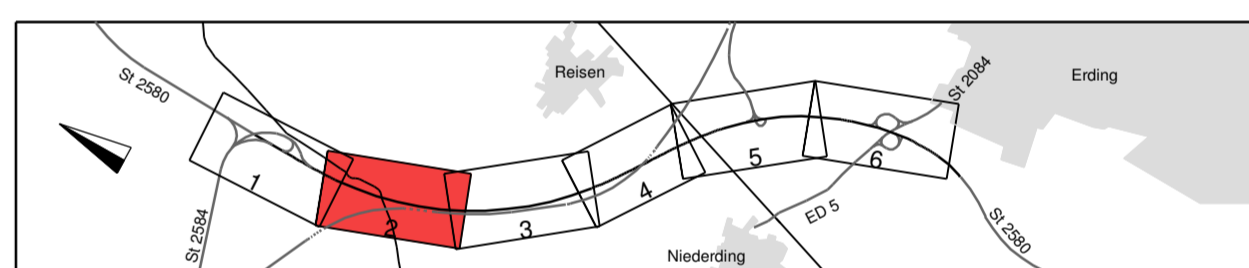 St 2580
Reisen
St 2084
Erding
1
2
3
4
5
6
St 2584
ED 5
St 2580
Niederding